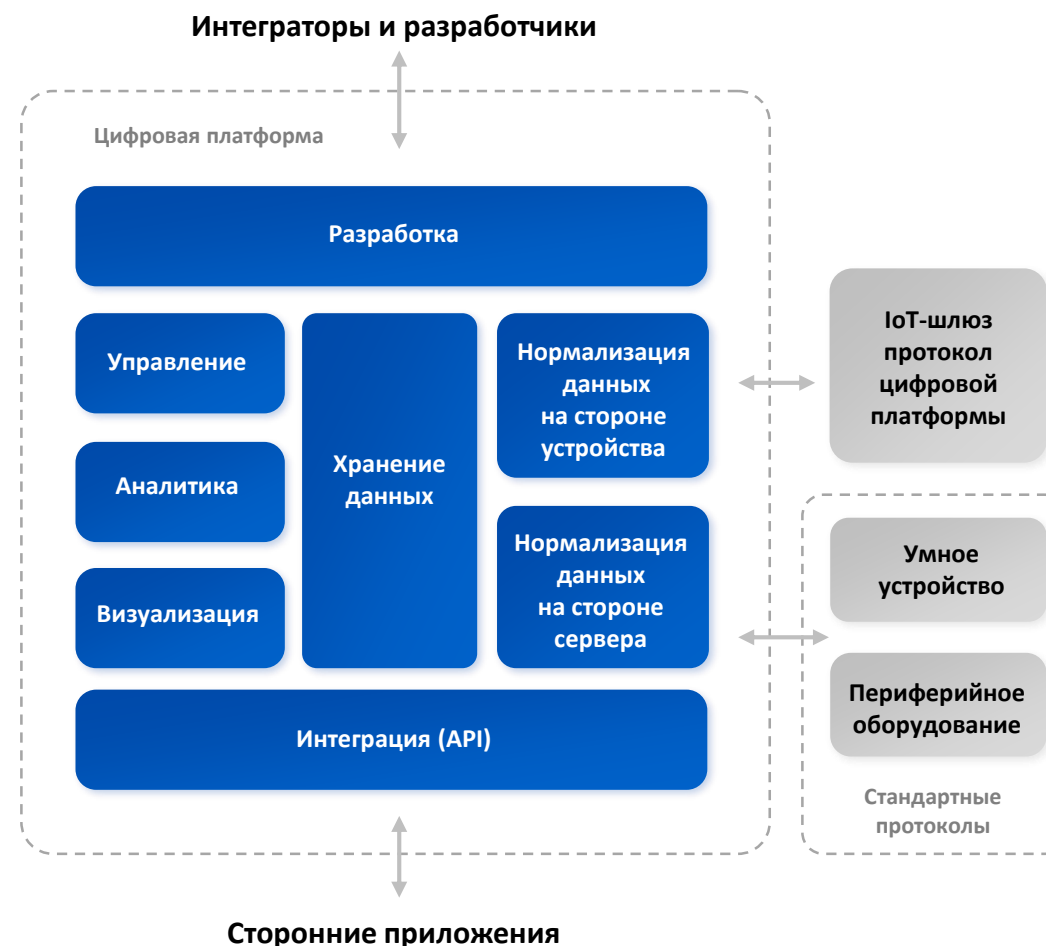 Интеграторы и разработчики
Цифровая платформа
Разработка
Управление
Аналитика
Визуализация
Хранение
данных
Нормализация
данных
на стороне
устройства
Нормализация
данных
на стороне
сервера
Интеграция (API)
IoT-шлюз
протокол
цифровой
платформы
Умное
устройство
Периферийное
оборудование
Стандартные
протоколы
Сторонние приложения